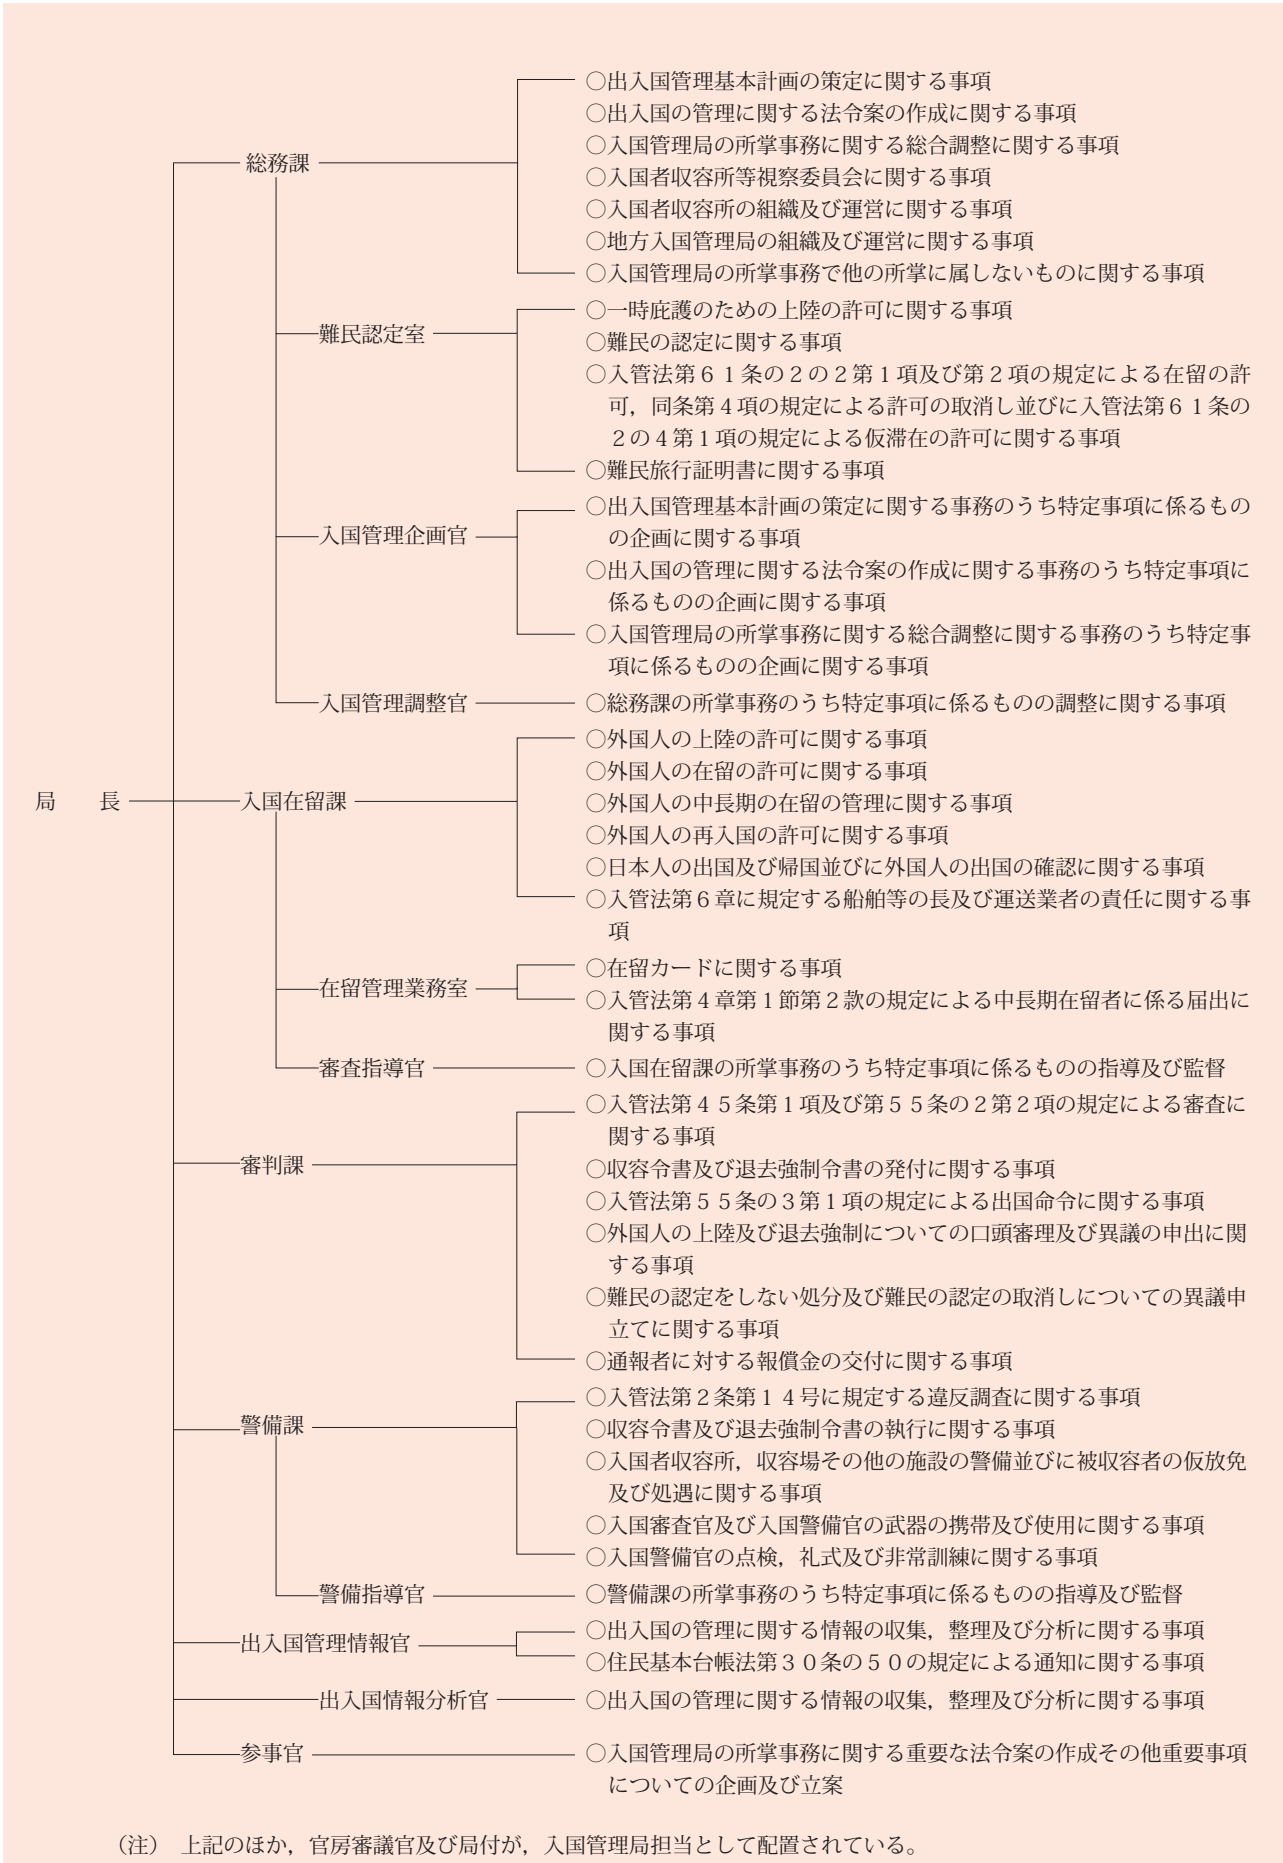 ○出入国管理基本計画の策定に関する事項
○出入国の管理に関する法令案の作成に関する事項
○入国管理局の所掌事務に関する総合調整に関する事項
総務課
○入国者収容所等視察委員会に関する事項
○入国者収容所の組織及び運営に関する事項
○地方入国管理局の組織及び運営に関する事項
○入国管理局の所掌事務で他の所掌に属しないものに関する事項
○一時庇護のための上陸の許可に関する事項
難民認定室
○難民の認定に関する事項
○入管法第６１条の２の２第１項及び第２項の規定による在留の許
可，同条第４項の規定による許可の取消し並びに入管法第６１条の
２の４第１項の規定による仮滞在の許可に関する事項
○難民旅行証明書に関する事項
○出入国管理基本計画の策定に関する事務のうち特定事項に係るもの
の企画に関する事項
入国管理企画官
○出入国の管理に関する法令案の作成に関する事務のうち特定事項に
係るものの企画に関する事項
○入国管理局の所掌事務に関する総合調整に関する事務のうち特定事
項に係るものの企画に関する事項
入国管理調整官 ○総務課の所掌事務のうち特定事項に係るものの調整に関する事項
○外国人の上陸の許可に関する事項
○外国人の在留の許可に関する事項
局　　長 入国在留課 ○外国人の中長期の在留の管理に関する事項
○外国人の再入国の許可に関する事項
○日本人の出国及び帰国並びに外国人の出国の確認に関する事項
○入管法第６章に規定する船舶等の長及び運送業者の責任に関する事
項
○在留カードに関する事項
在留管理業務室
○入管法第４章第１節第２款の規定による中長期在留者に係る届出に
関する事項
審査指導官 ○入国在留課の所掌事務のうち特定事項に係るものの指導及び監督
○入管法第４５条第１項及び第５５条の２第２項の規定による審査に
関する事項
審判課 ○収容令書及び退去強制令書の発付に関する事項
○入管法第５５条の３第１項の規定による出国命令に関する事項
○外国人の上陸及び退去強制についての口頭審理及び異議の申出に関
する事項
○難民の認定をしない処分及び難民の認定の取消しについての異議申
立てに関する事項
○通報者に対する報償金の交付に関する事項
○入管法第２条第１４号に規定する違反調査に関する事項
警備課 ○収容令書及び退去強制令書の執行に関する事項
○入国者収容所，収容場その他の施設の警備並びに被収容者の仮放免
及び処遇に関する事項
○入国審査官及び入国警備官の武器の携帯及び使用に関する事項
○入国警備官の点検，礼式及び非常訓練に関する事項
警備指導官 ○警備課の所掌事務のうち特定事項に係るものの指導及び監督
○出入国の管理に関する情報の収集，整理及び分析に関する事項
出入国管理情報官
○住民基本台帳法第３０条の５０の規定による通知に関する事項
出入国情報分析官 ○出入国の管理に関する情報の収集，整理及び分析に関する事項
参事官 ○入国管理局の所掌事務に関する重要な法令案の作成その他重要事項
についての企画及び立案
（注）　上記のほか，官房審議官及び局付が，入国管理局担当として配置されている。